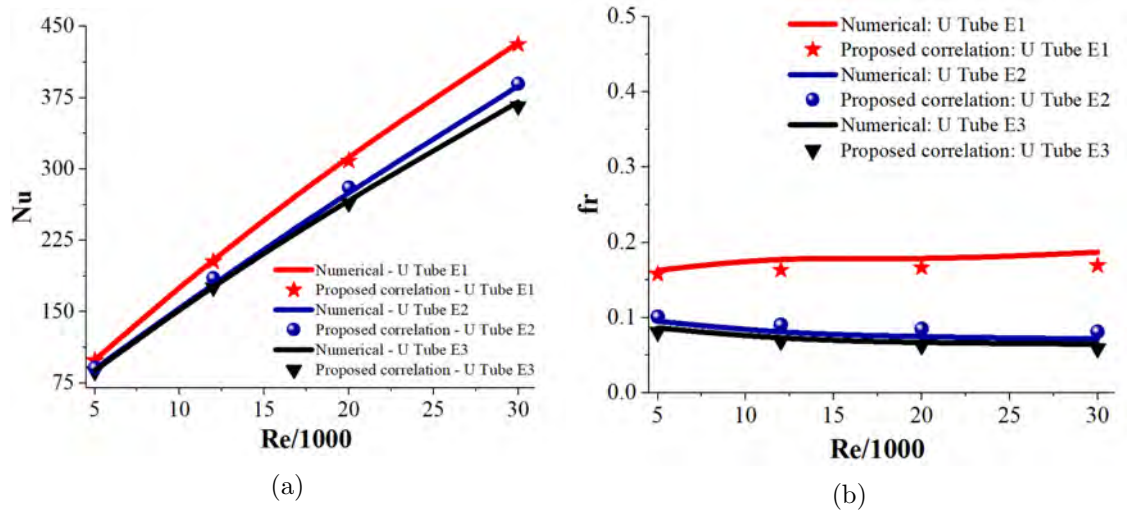 450
375
300
225
150
75
Nu
Numerical - U Tube E1
Proposed correlation - U Tube E1
Numerical - U Tube E2
Proposed correlation - U Tube E2
Numerical - U Tube E3
Proposed correlation - U Tube E3
5 10 15 20 25 30
Re/1000
(a)
0.5
0.4
0.3
0.2
0.1
0.0
fr
Numerical: U Tube E1
Proposed correlation: U Tube E1
Numerical: U Tube E2
Proposed correlation: U Tube E2
Numerical: U Tube E3
Proposed correlation: U Tube E3
5 10 15 20 25 30
Re/1000
(b)